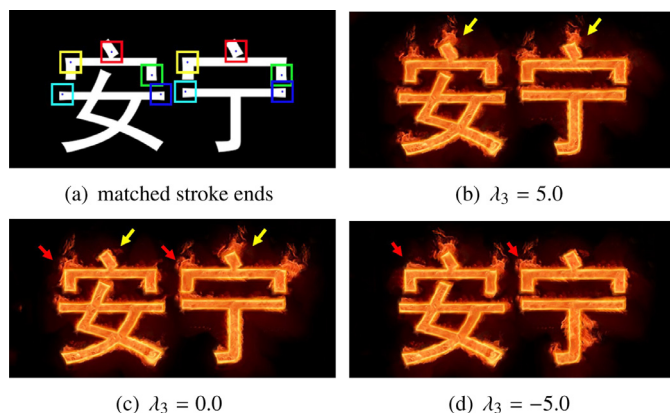 安宁
安宁
(a) matched stroke ends
(b) λ₃ = 5.0
安宁
安宁
(c) λ₃ = 0.0
(d) λ₃ = −5.0